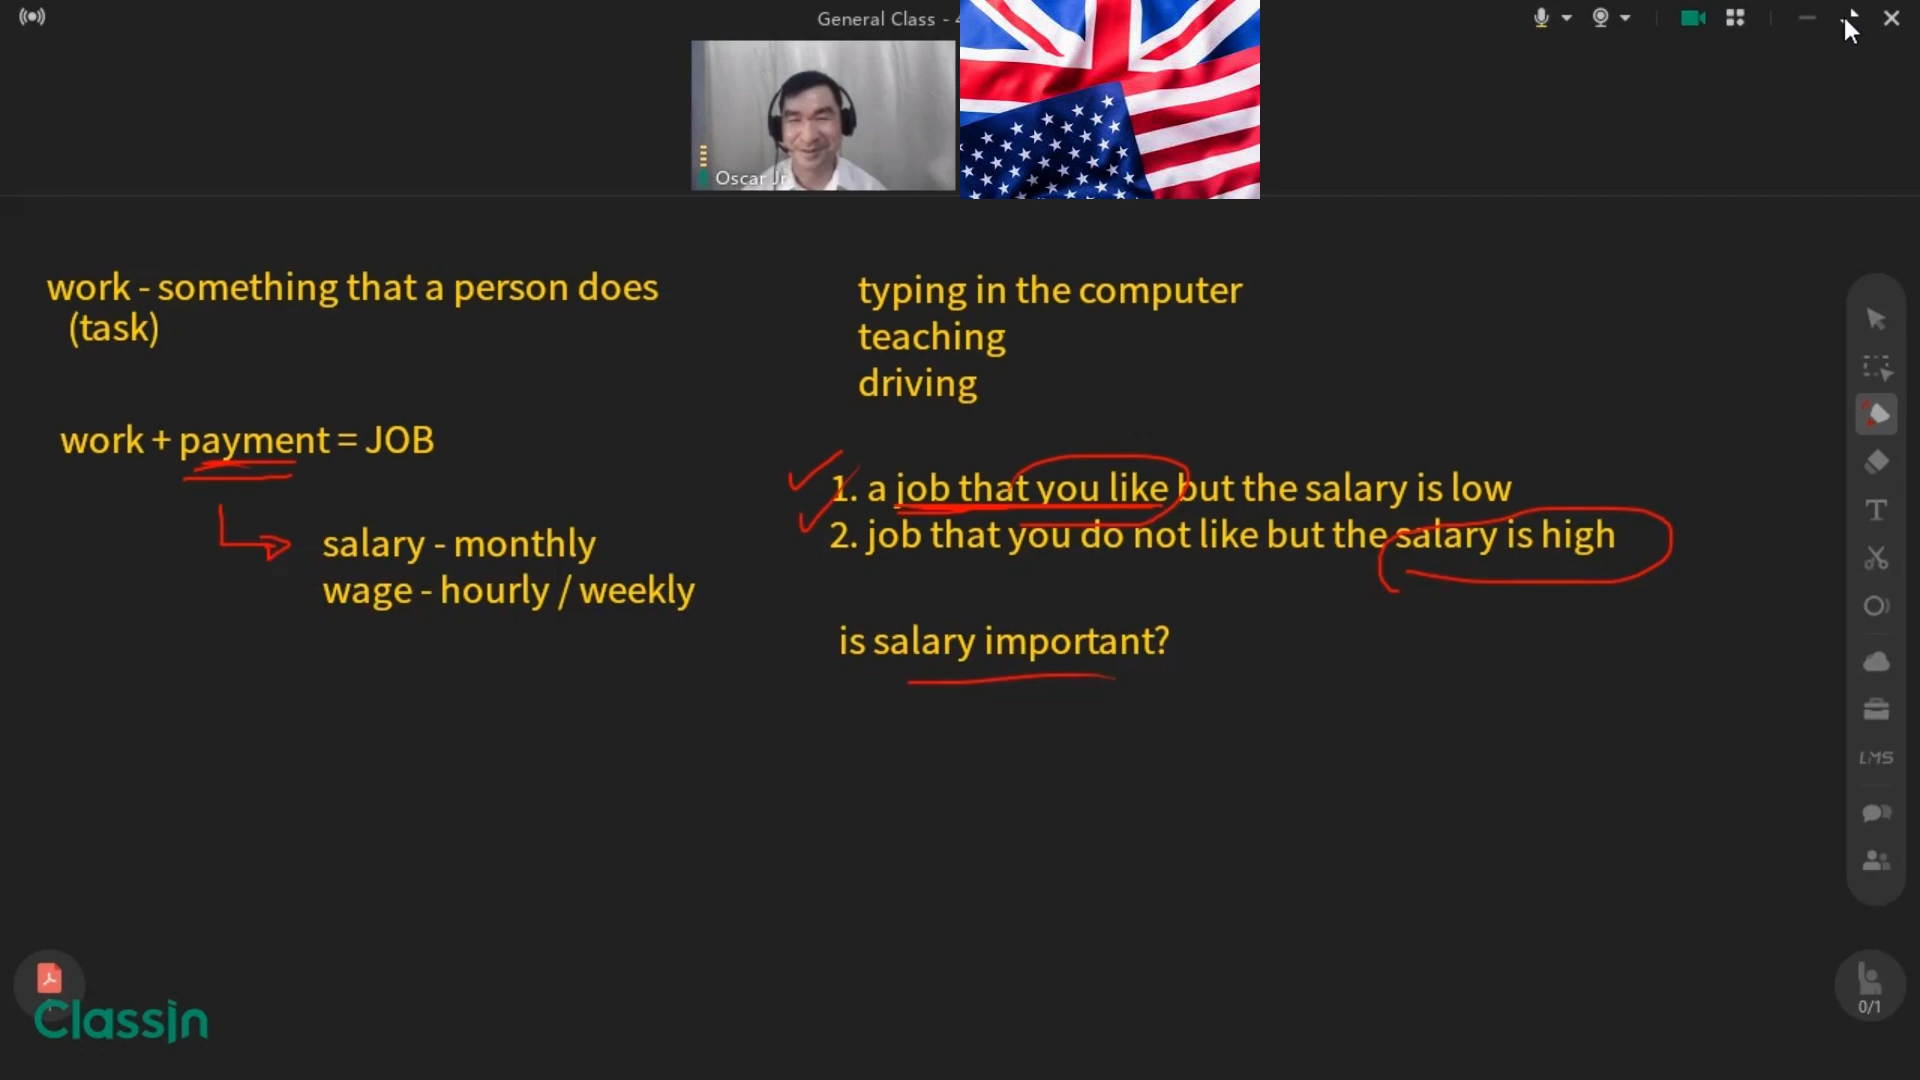 General Class - 4
Oscar Jr
work - something that a person does
(task)
work + payment = JOB
salary - monthly
wage - hourly / weekly
typing in the computer
teaching
driving
1. a job that you like but the salary is low
2. job that you do not like but the salary is high
is salary important?
T
LMS
0/1
ClassIn